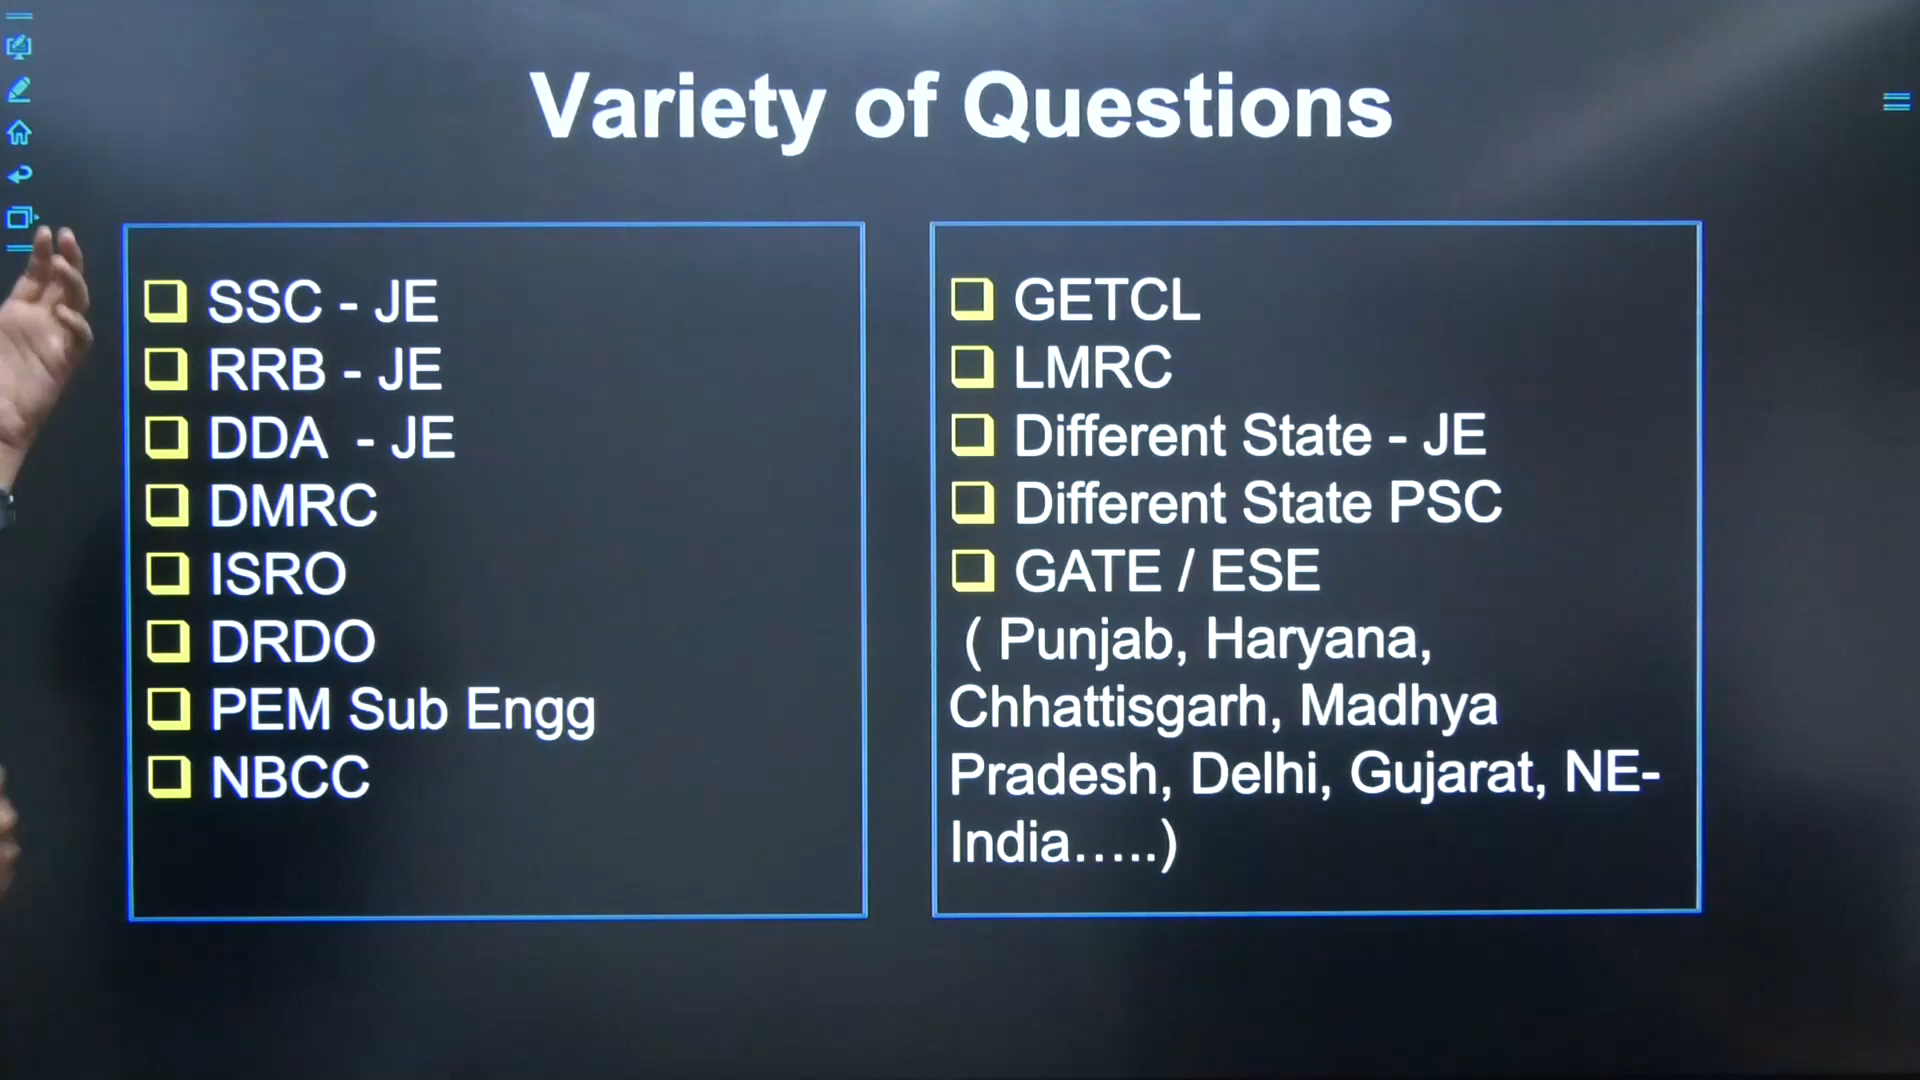 Variety of Questions
SSC - JE
RRB - JE
DDA - JE
DMRC
ISRO
DRDO
PEM Sub Engg
NBCC
GETCL
LMRC
Different State - JE
Different State PSC
GATE / ESE
( Punjab, Haryana,
Chhattisgarh, Madhya
Pradesh, Delhi, Gujarat, NE-
India…..)